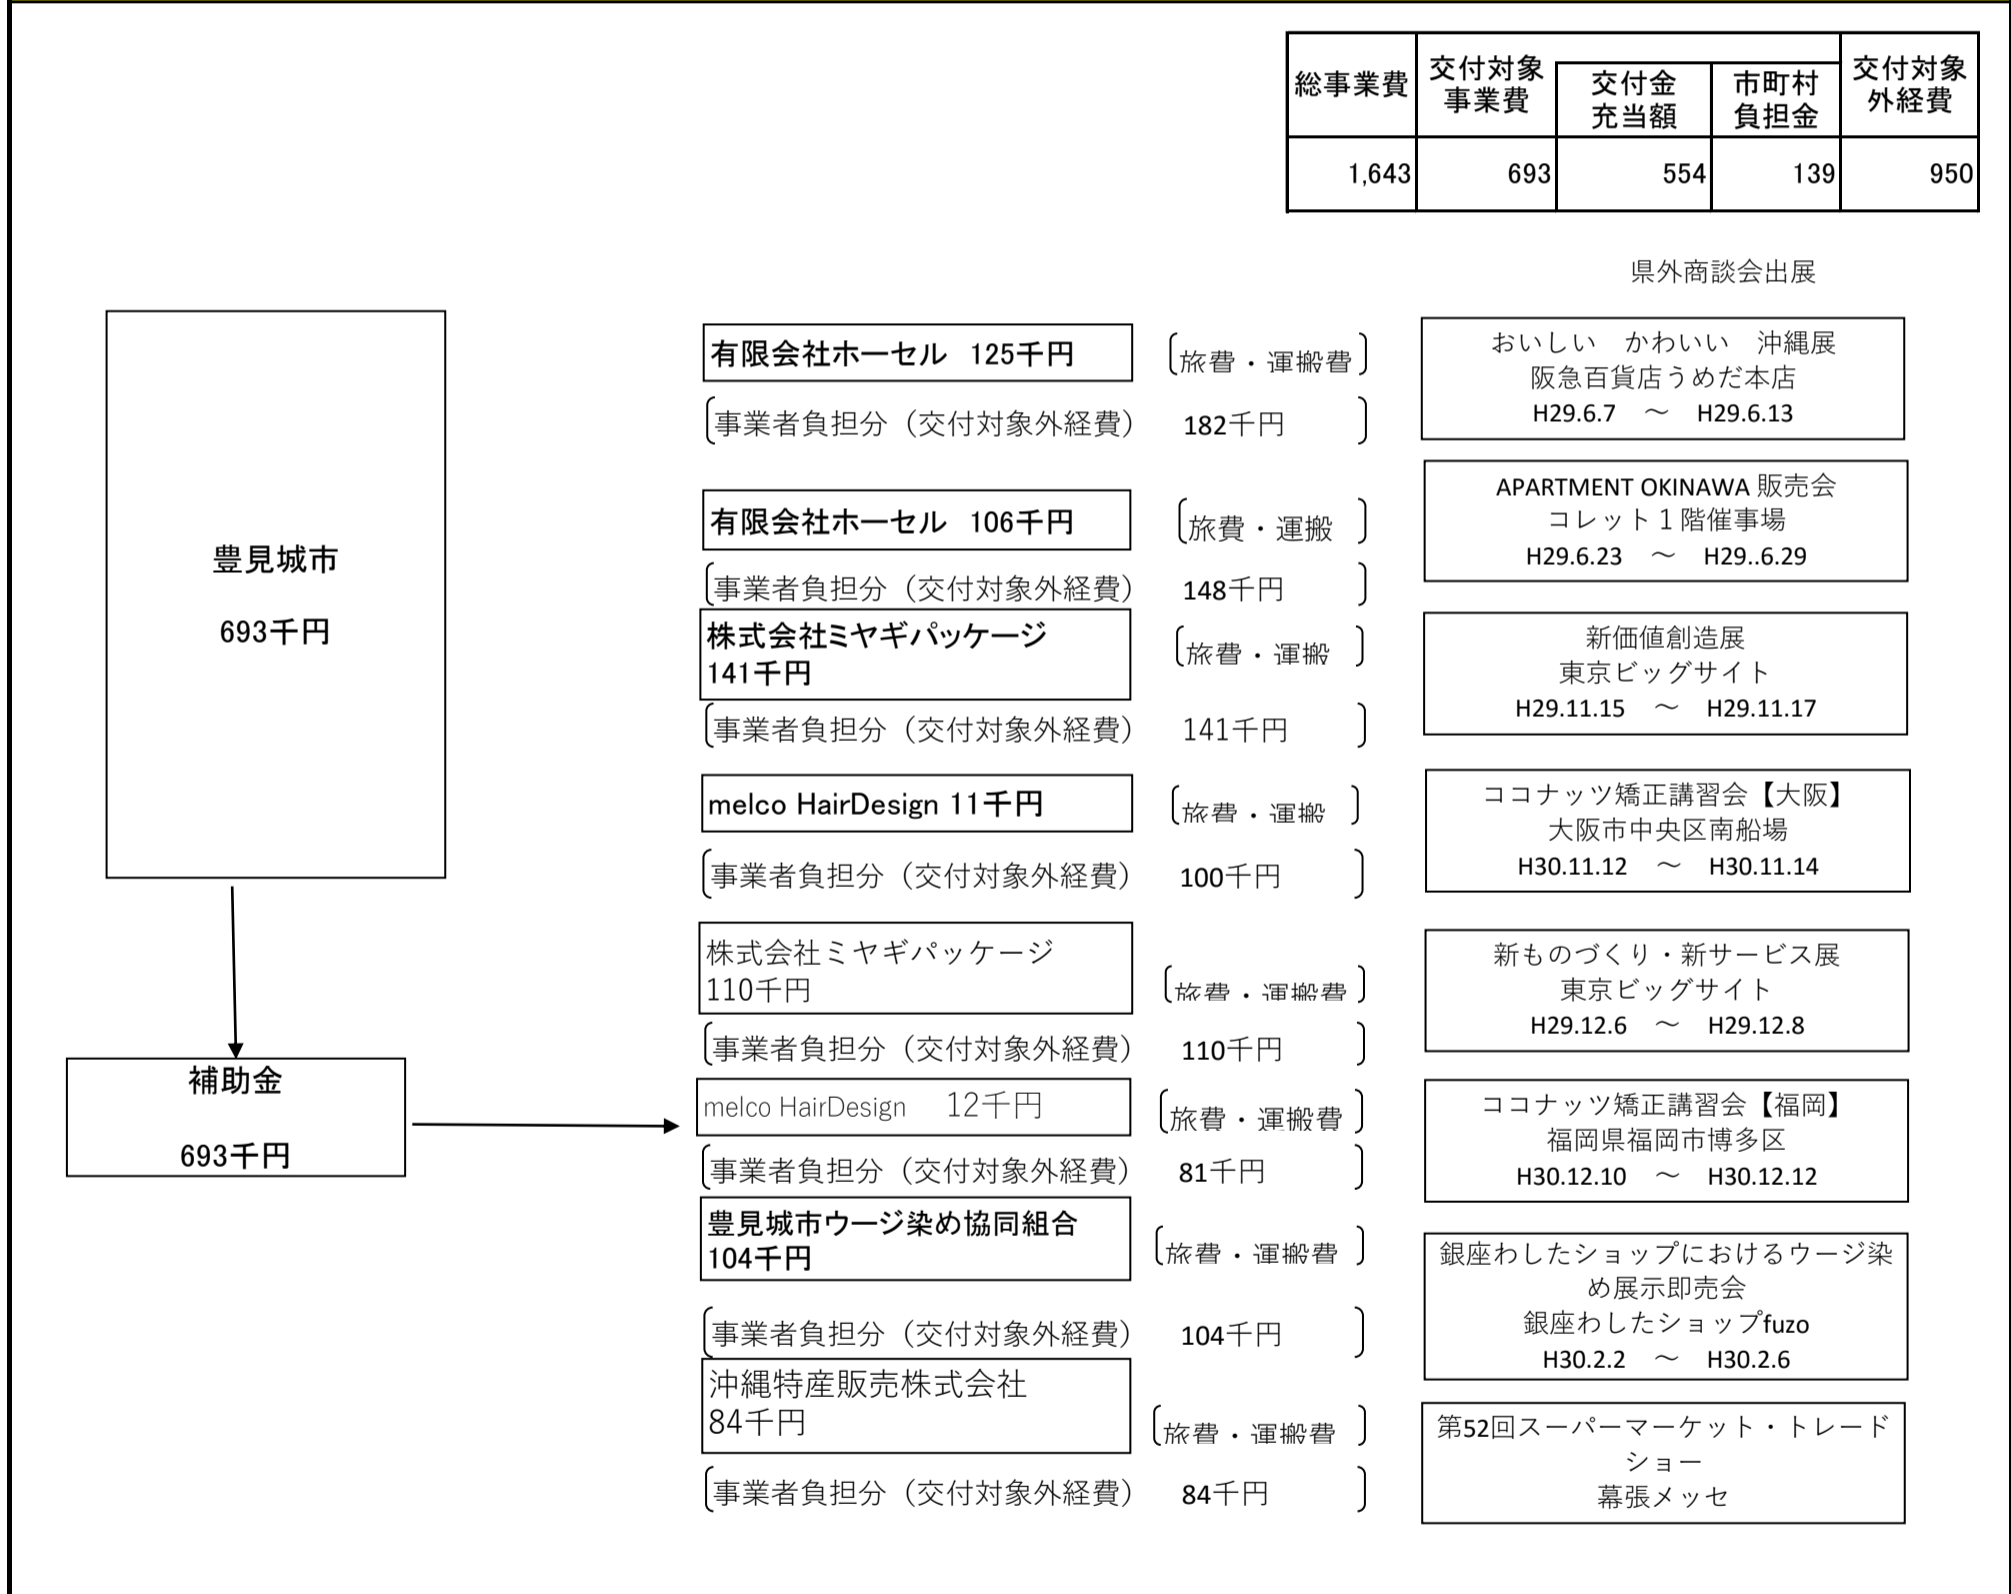 総事業費
交付対象
事業費
交付金
充当額
市町村
負担金
交付対象
外経費
1,643
693
554
139
950
県外商談会出展
豊見城市
693千円
補助金
693千円
有限会社ホーセル 125千円
旅費・運搬費
事業者負担分（交付対象外経費） 182千円
おいしい　かわいい　沖縄展
阪急百貨店うめだ本店
H29.6.7 ～ H29.6.13
有限会社ホーセル 106千円
旅費・運搬
事業者負担分（交付対象外経費） 148千円
APARTMENT OKINAWA 販売会
コレット１階催事場
H29.6.23 ～ H29..6.29
株式会社ミヤギパッケージ
141千円
旅費・運搬
事業者負担分（交付対象外経費） 141千円
新価値創造展
東京ビッグサイト
H29.11.15 ～ H29.11.17
melco HairDesign 11千円
旅費・運搬
事業者負担分（交付対象外経費） 100千円
ココナッツ矯正講習会【大阪】
大阪市中央区南船場
H30.11.12 ～ H30.11.14
株式会社ミヤギパッケージ
110千円
旅費・運搬費
事業者負担分（交付対象外経費） 110千円
新ものづくり・新サービス展
東京ビッグサイト
H29.12.6 ～ H29.12.8
melco HairDesign 12千円
旅費・運搬費
事業者負担分（交付対象外経費） 81千円
ココナッツ矯正講習会【福岡】
福岡県福岡市博多区
H30.12.10 ～ H30.12.12
豊見城市ウージ染め協同組合
104千円
旅費・運搬費
事業者負担分（交付対象外経費） 104千円
銀座わしたショップにおけるウージ染
め展示即売会
銀座わしたショップfuzo
H30.2.2 ～ H30.2.6
沖縄特産販売株式会社
84千円
旅費・運搬費
事業者負担分（交付対象外経費） 84千円
第52回スーパーマーケット・トレード
ショー
幕張メッセ